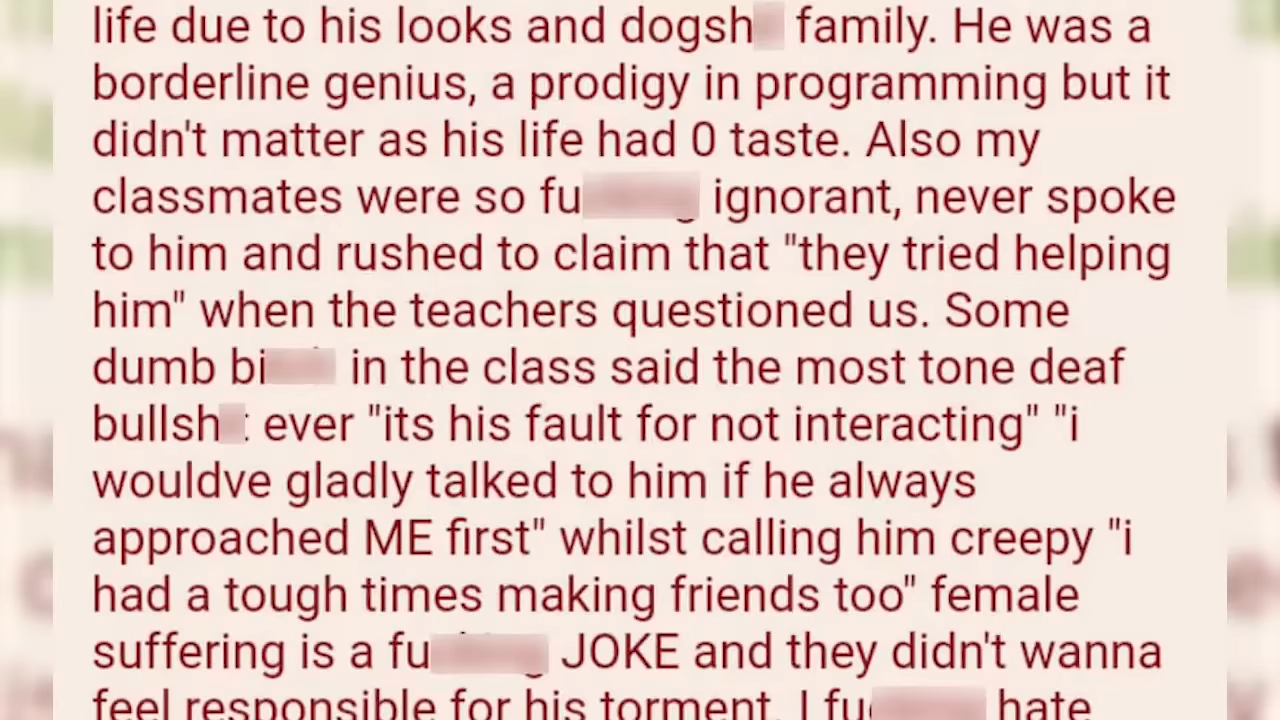 life due to his looks and dogsh family. He was a
borderline genius, a prodigy in programming but it
didn't matter as his life had 0 taste. Also my
classmates were so fu ignorant, never spoke
to him and rushed to claim that "they tried helping
him" when the teachers questioned us. Some
dumb bi in the class said the most tone deaf
bullsh ever "its his fault for not interacting" "i
wouldve gladly talked to him if he always
approached ME first" whilst calling him creepy "i
had a tough times making friends too" female
suffering is a fu JOKE and they didn't wanna
feel responsible for his torment. I fu hate